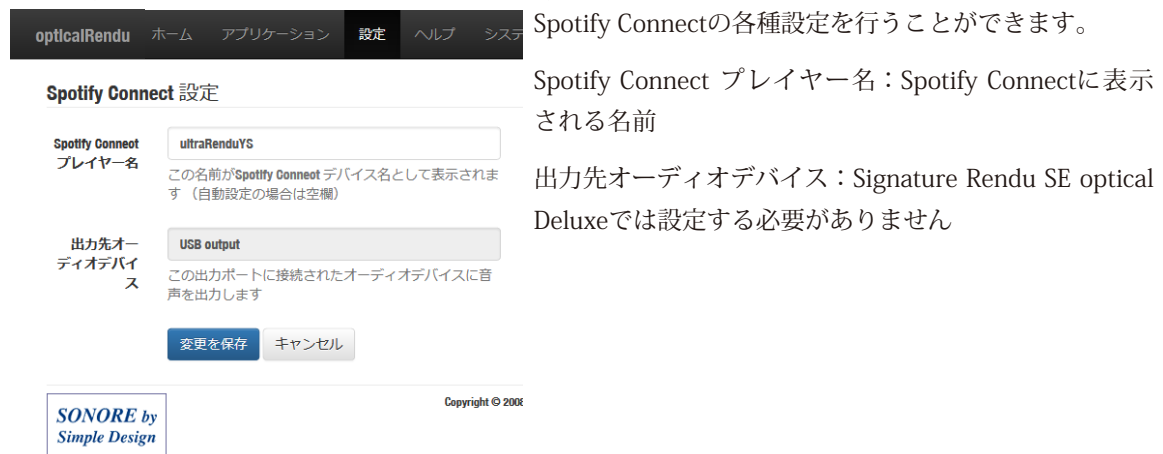 opticalRendu ホーム アプリケーション 設定 ヘルプ システ
Spotify Connect 設定
Spotify Connect
プレイヤー名
ultraRenduYS
この名前がSpotify Connect デバイス名として表示されま
す （自動設定の場合は空欄）
出力先オー
ディオデバイ
ス
USB output
この出力ポートに接続されたオーディオデバイスに音
声を出力します
変更を保存 キャンセル
SONORE by
Simple Design
Copyright © 2008
Spotify Connectの各種設定を行うことができます。
Spotify Connect プレイヤー名：Spotify Connectに表示
される名前
出力先オーディオデバイス：Signature Rendu SE optical
Deluxeでは設定する必要がありません